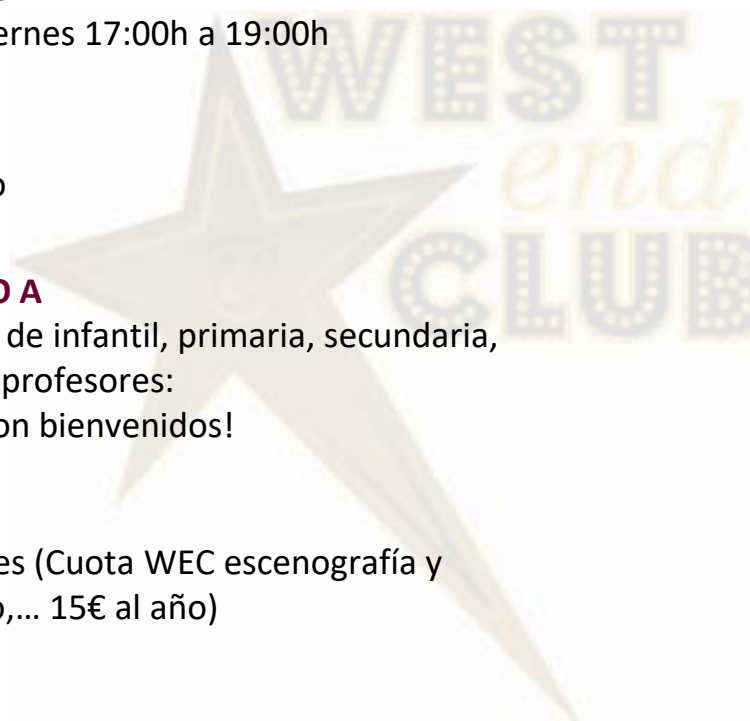 ernes 17:00h a 19:00h
WEST
end
CLUB
o
O A
de infantil, primaria, secundaria,
profesores:
on bienvenidos!
es (Cuota WEC escenografía y
o,... 15€ al año)